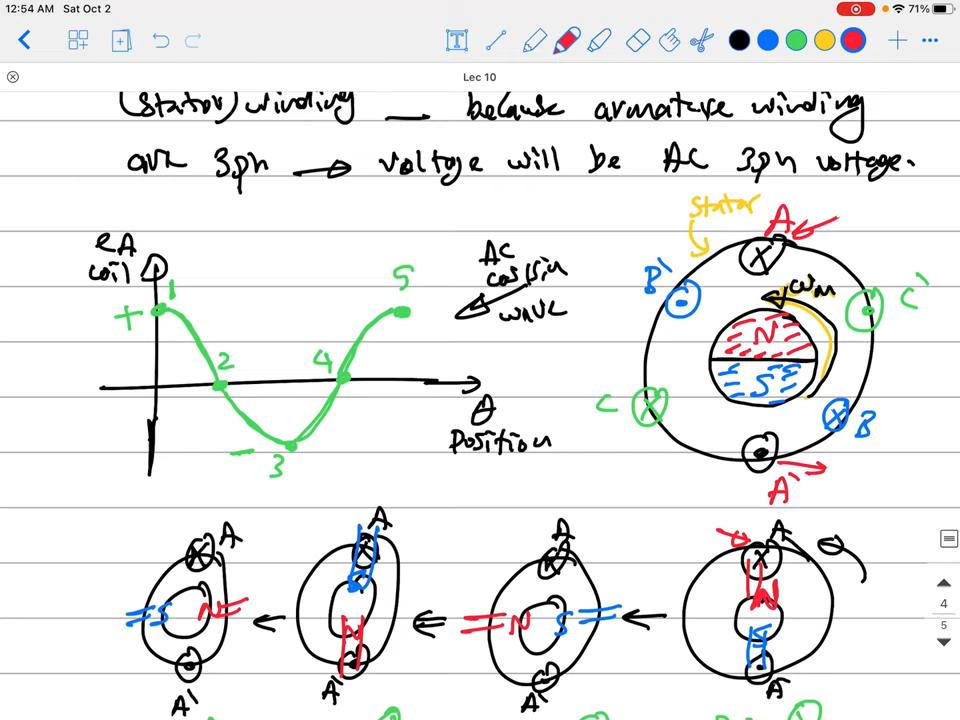 12:54 AM Sat Oct 2
71%
T
Lec 10
(stator) winding — because armature winding
are 3ph → voltage will be AC 3ph voltage.
eA
coil
+
1
2
3
4
5
-
θ
Position
AC
wave
stator
A
B'
C'
ωm
N
S
C
B
A'
A
S N
A'
A
N
A'
A
N S
A'
A
N
A'
4
5